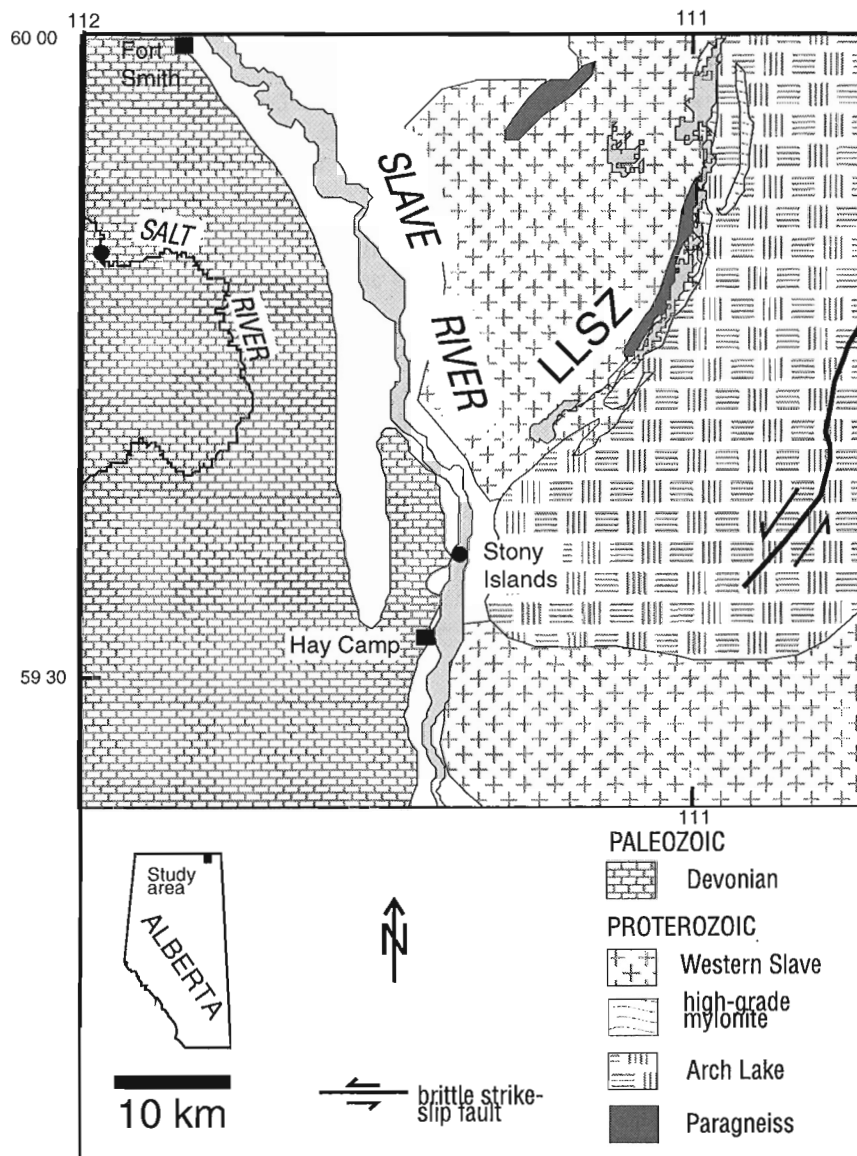 112
111
60 00
Fort
Smith
SLAVE
RIVER
SALT
RIVER
LLSZ
Stony
Islands
Hay Camp
59 30
111
Study
area
ALBERTA
N
10 km
brittle strike-
slip fault
PALEOZOIC
Devonian
PROTEROZOIC
Western Slave
high-grade
mylonite
Arch Lake
Paragneiss